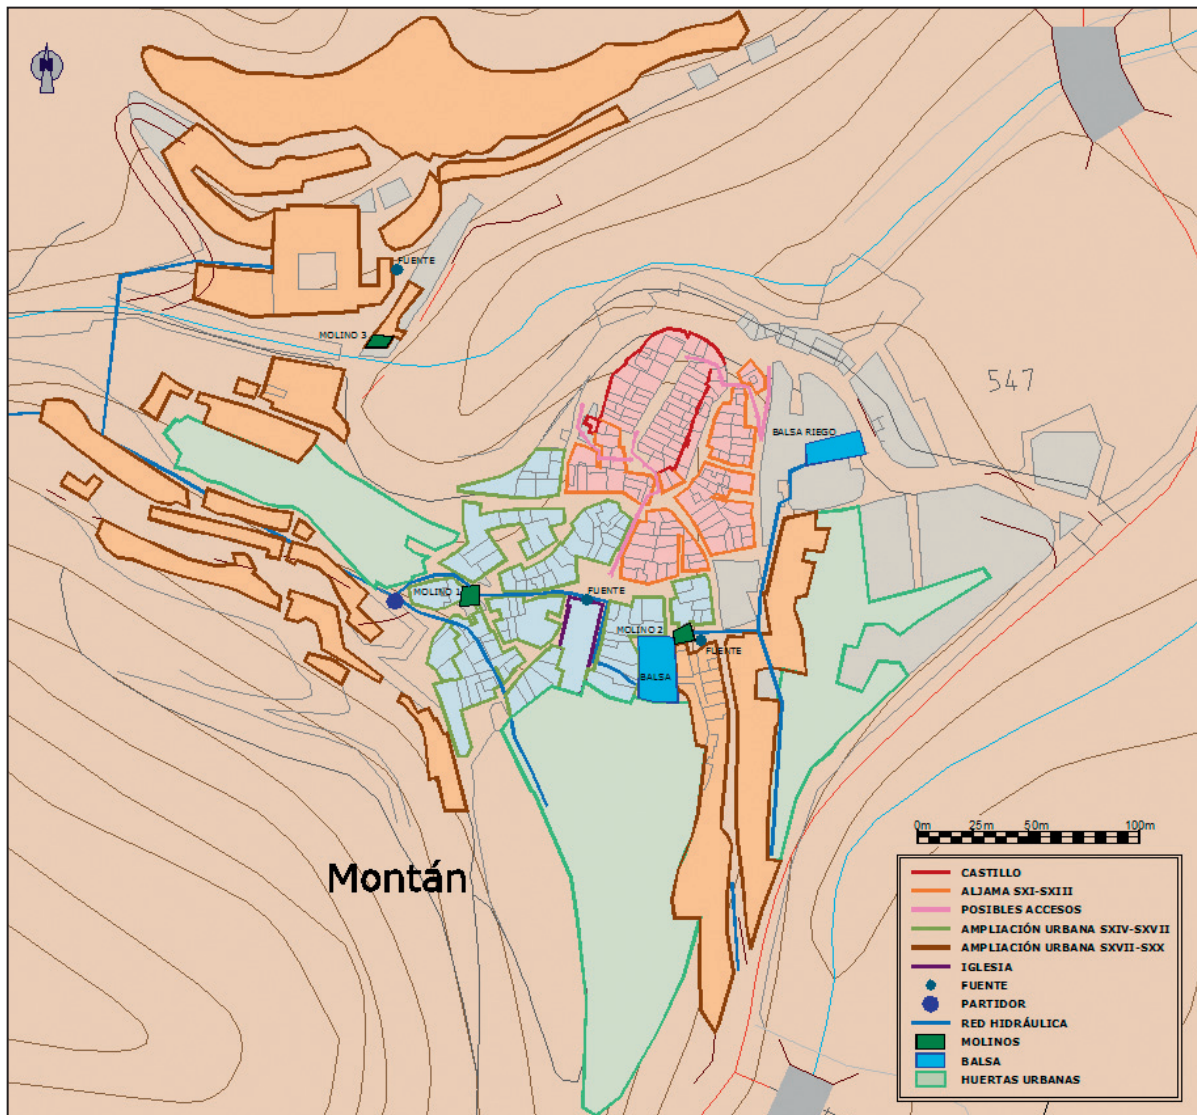 N
FUENTE
MOLINO 3
547
BALSA RIEGO
MOLINO 1
FUENTE
MOLINO 2
FUENTE
BALSA
Montán
0m 25m 50m 100m
CASTILLO
ALJAMA SXI-SXIII
POSIBLES ACCESOS
AMPLIACIÓN URBANA SXIV-SXVII
AMPLIACIÓN URBANA SXVII-SXX
IGLESIA
FUENTE
PARTIDOR
RED HIDRÁULICA
MOLINOS
BALSA
HUERTAS URBANAS